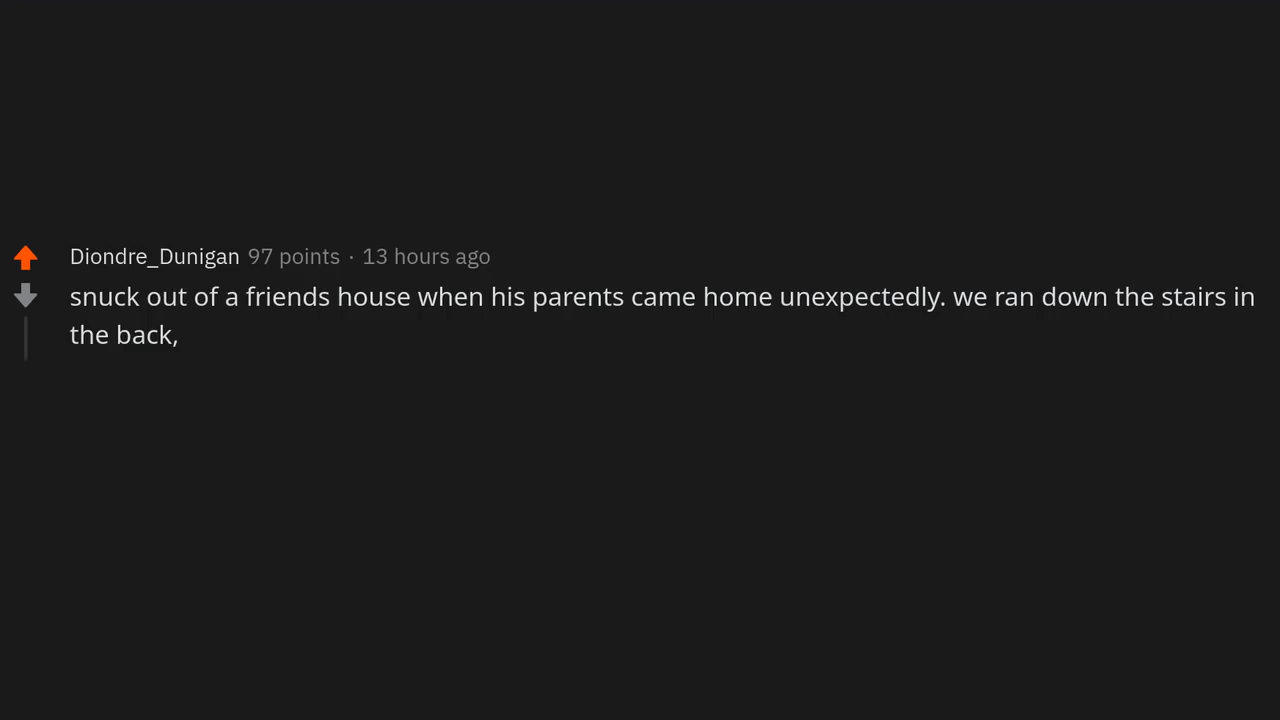 Diondre_Dunigan 97 points · 13 hours ago
snuck out of a friends house when his parents came home unexpectedly. we ran down the stairs in
the back,